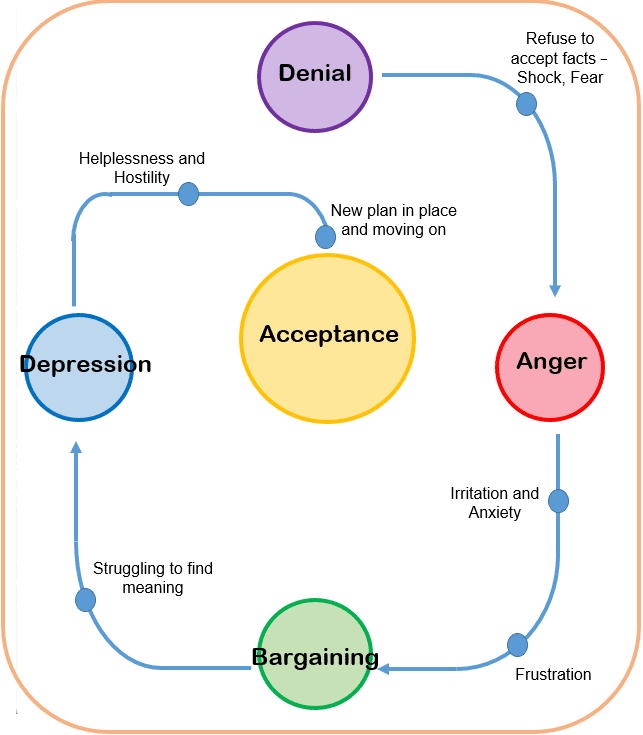 Denial
Refuse to
accept facts –
Shock, Fear
Anger
Irritation and
Anxiety
Frustration
Bargaining
Struggling to find
meaning
Depression
Helplessness and
Hostility
New plan in place
and moving on
Acceptance